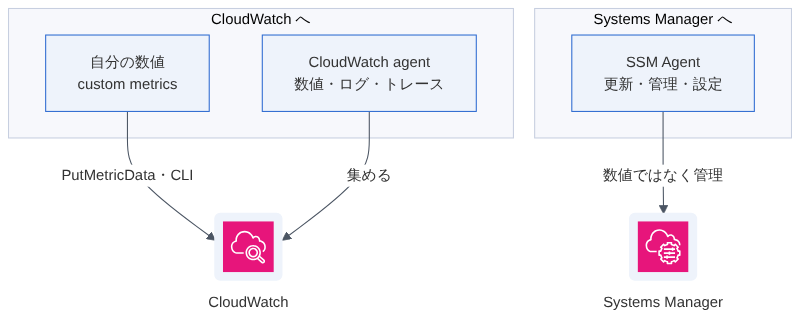 CloudWatch へ
自分の数値
custom metrics
CloudWatch agent
数値・ログ・トレース
PutMetricData・CLI
集める
CloudWatch
Systems Manager へ
SSM Agent
更新・管理・設定
数値ではなく管理
Systems Manager